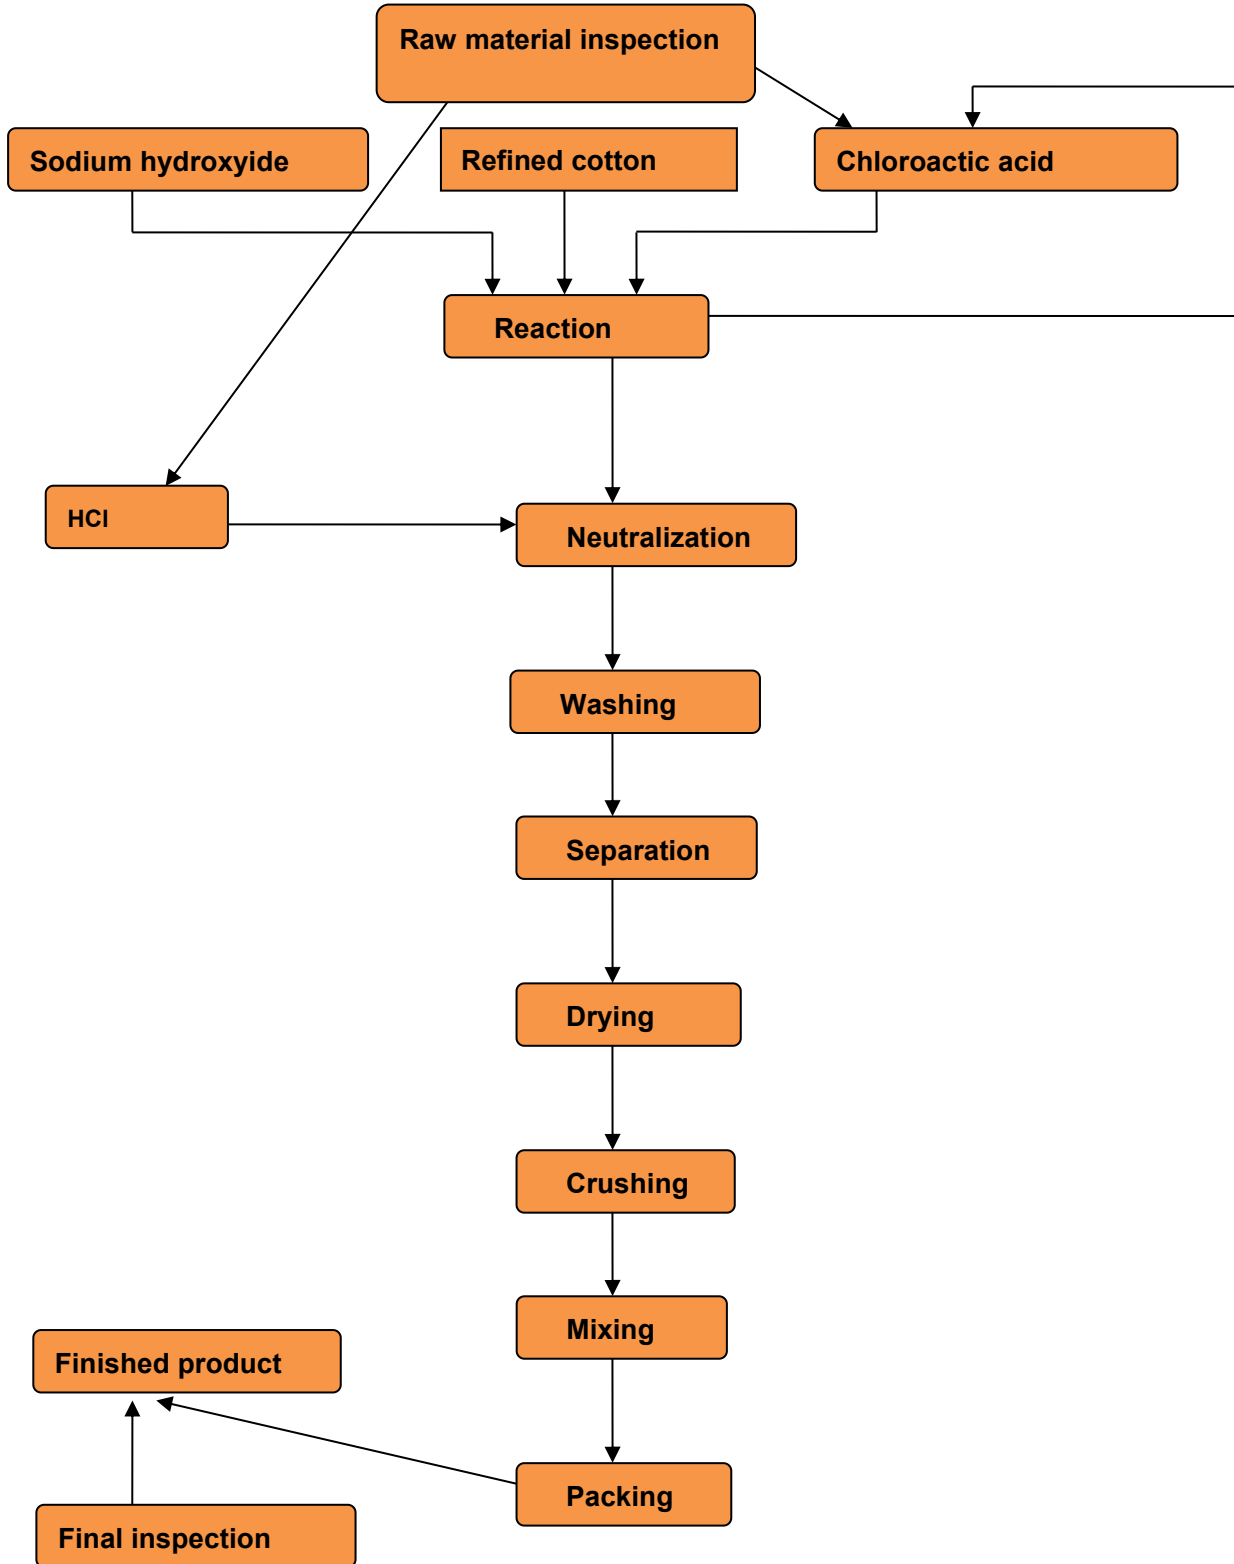 Raw material inspection
Sodium hydroxyide
Refined cotton
Chloroactic acid
Reaction
HCl
Neutralization
Washing
Separation
Drying
Crushing
Mixing
Finished product
Packing
Final inspection